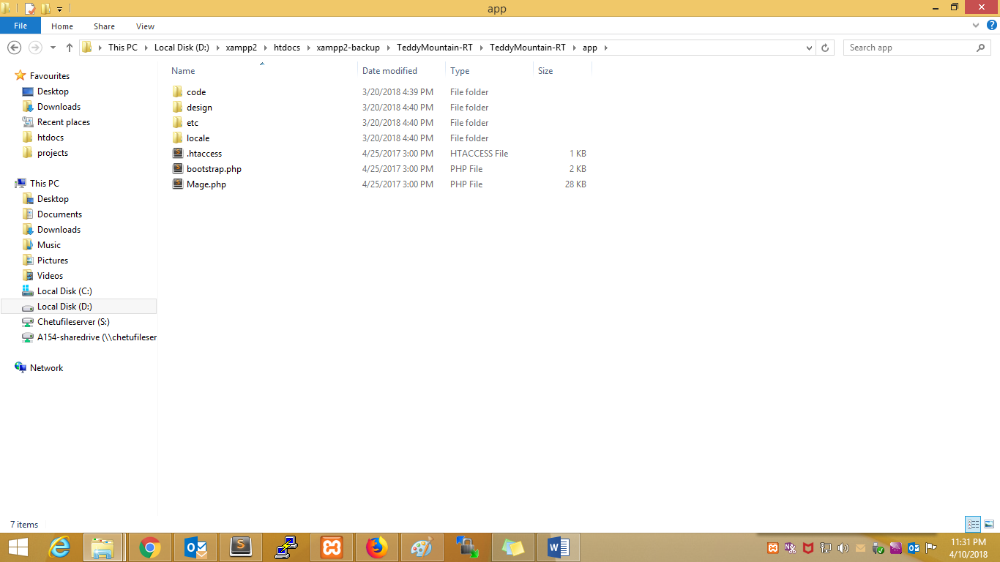 app
File Home Share View
This PC Local Disk (D:) xampp2 htdocs xampp2-backup TeddyMountain-RT TeddyMountain-RT app
Search app
Name Date modified Type Size
Favourites
Desktop
Downloads
Recent places
htdocs
projects
This PC
Desktop
Documents
Downloads
Music
Pictures
Videos
Local Disk (C:)
Local Disk (D:)
Chetufileserver (S:)
A154-sharedrive (\\chetufileser
Network
code 3/20/2018 4:39 PM File folder
design 3/20/2018 4:40 PM File folder
etc 3/20/2018 4:40 PM File folder
locale 3/20/2018 4:40 PM File folder
.htaccess 4/25/2017 3:00 PM HTACCESS File 1 KB
bootstrap.php 4/25/2017 3:00 PM PHP File 2 KB
Mage.php 4/25/2017 3:00 PM PHP File 28 KB
7 items
11:31 PM
4/10/2018